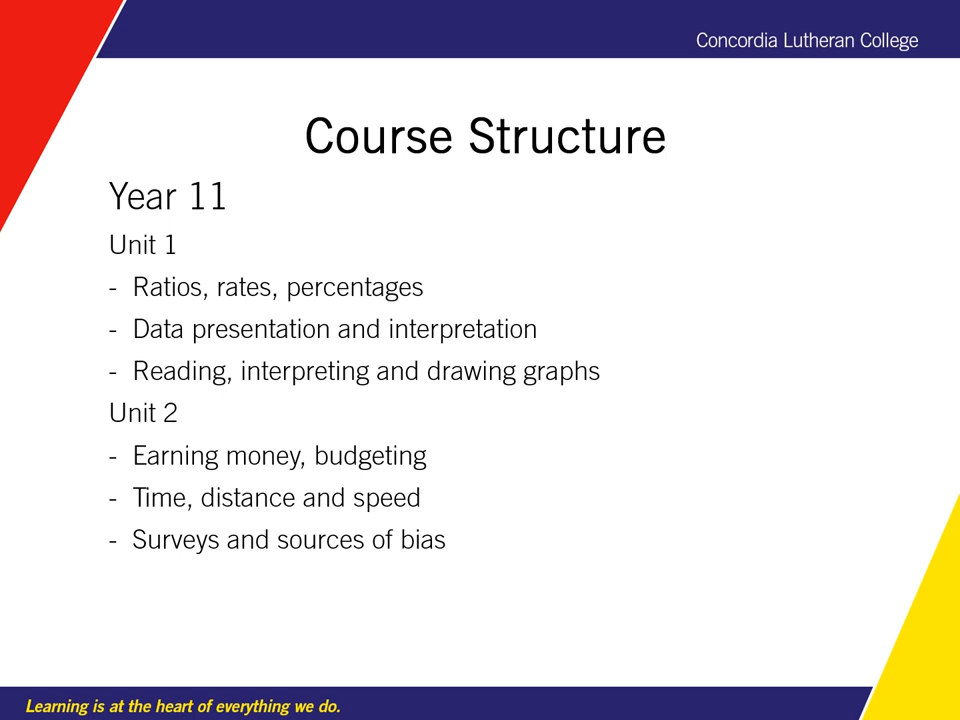 Concordia Lutheran College
Course Structure
Year 11
Unit 1
- Ratios, rates, percentages
- Data presentation and interpretation
- Reading, interpreting and drawing graphs
Unit 2
- Earning money, budgeting
- Time, distance and speed
- Surveys and sources of bias
Learning is at the heart of everything we do.